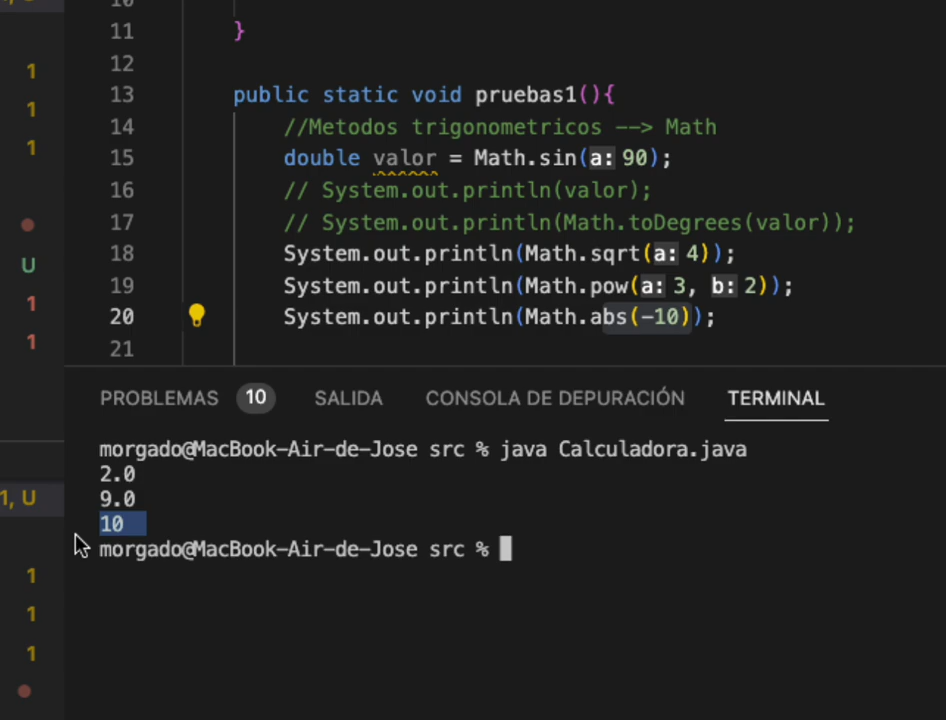 1, U
10
11 }
1
12
13 public static void pruebas1(){
1
14 //Metodos trigonometricos --> Math
1
15 double valor = Math.sin(a: 90);
16 // System.out.println(valor);
17 // System.out.println(Math.toDegrees(valor));
U
18 System.out.println(Math.sqrt(a: 4));
19 System.out.println(Math.pow(a: 3, b: 2));
1
20 System.out.println(Math.abs(-10));
1
21
PROBLEMAS 10 SALIDA CONSOLA DE DEPURACIÓN TERMINAL
morgado@MacBook-Air-de-Jose src % java Calculadora.java
2.0
9.0
1, U
10
morgado@MacBook-Air-de-Jose src %
1
1
1